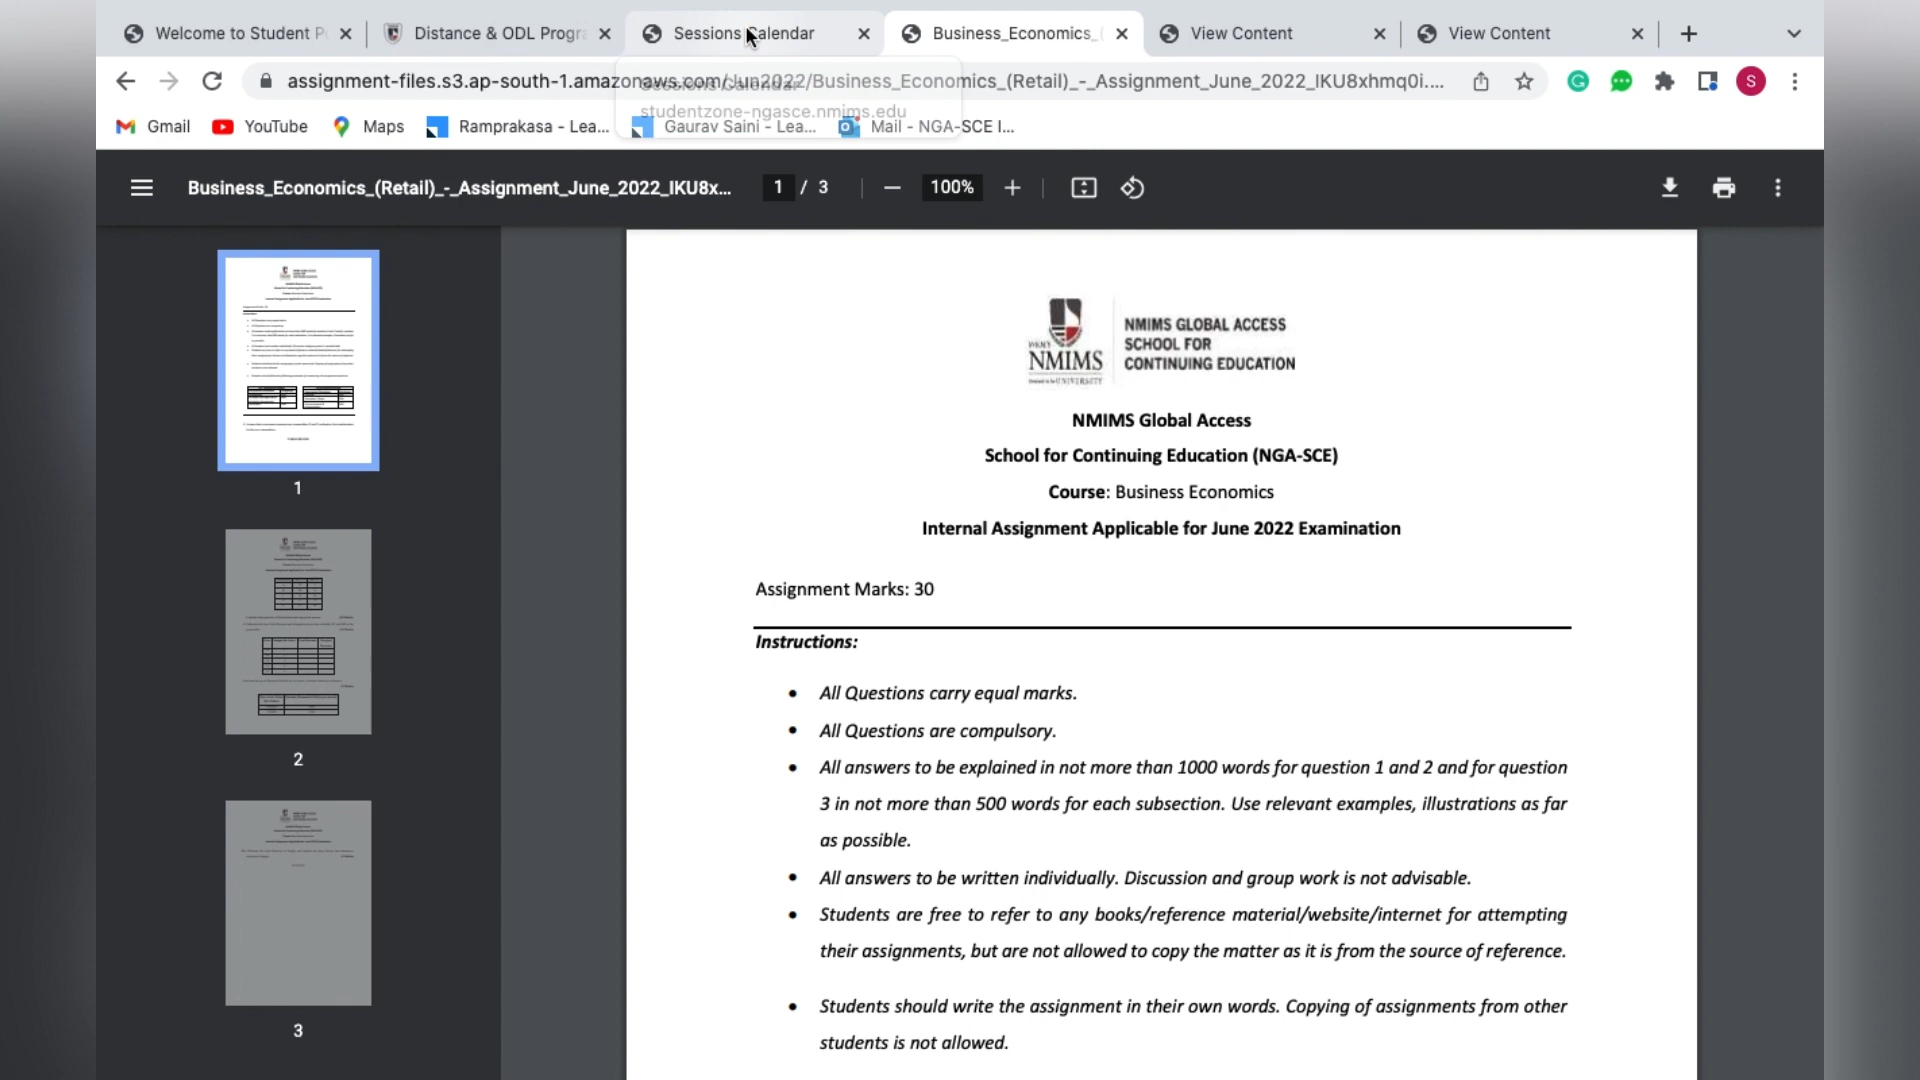 Welcome to Student P
Distance & ODL Progr
Sessions Calendar
Business_Economics_(
View Content
View Content
assignment-files.s3.ap-south-1.amazonaws.com/Jun2022/Business_Economics_(Retail)_-_Assignment_June_2022_IKU8xhmq0i....
S
Sessions Calendar
studentzone-ngasce.nmims.edu
Gmail
YouTube
Maps
Ramprakasa - Lea...
Gaurav Saini - Lea...
Mail - NGA-SCE I...
Business_Economics_(Retail)_-_Assignment_June_2022_IKU8x...
1 / 3
100%
1
2
3
NMIMS
NMIMS GLOBAL ACCESS
SCHOOL FOR
CONTINUING EDUCATION
NMIMS Global Access
School for Continuing Education (NGA-SCE)
Course: Business Economics
Internal Assignment Applicable for June 2022 Examination
Assignment Marks: 30
Instructions:
• All Questions carry equal marks.
• All Questions are compulsory.
• All answers to be explained in not more than 1000 words for question 1 and 2 and for question
3 in not more than 500 words for each subsection. Use relevant examples, illustrations as far
as possible.
• All answers to be written individually. Discussion and group work is not advisable.
• Students are free to refer to any books/reference material/website/internet for attempting
their assignments, but are not allowed to copy the matter as it is from the source of reference.
• Students should write the assignment in their own words. Copying of assignments from other
students is not allowed.